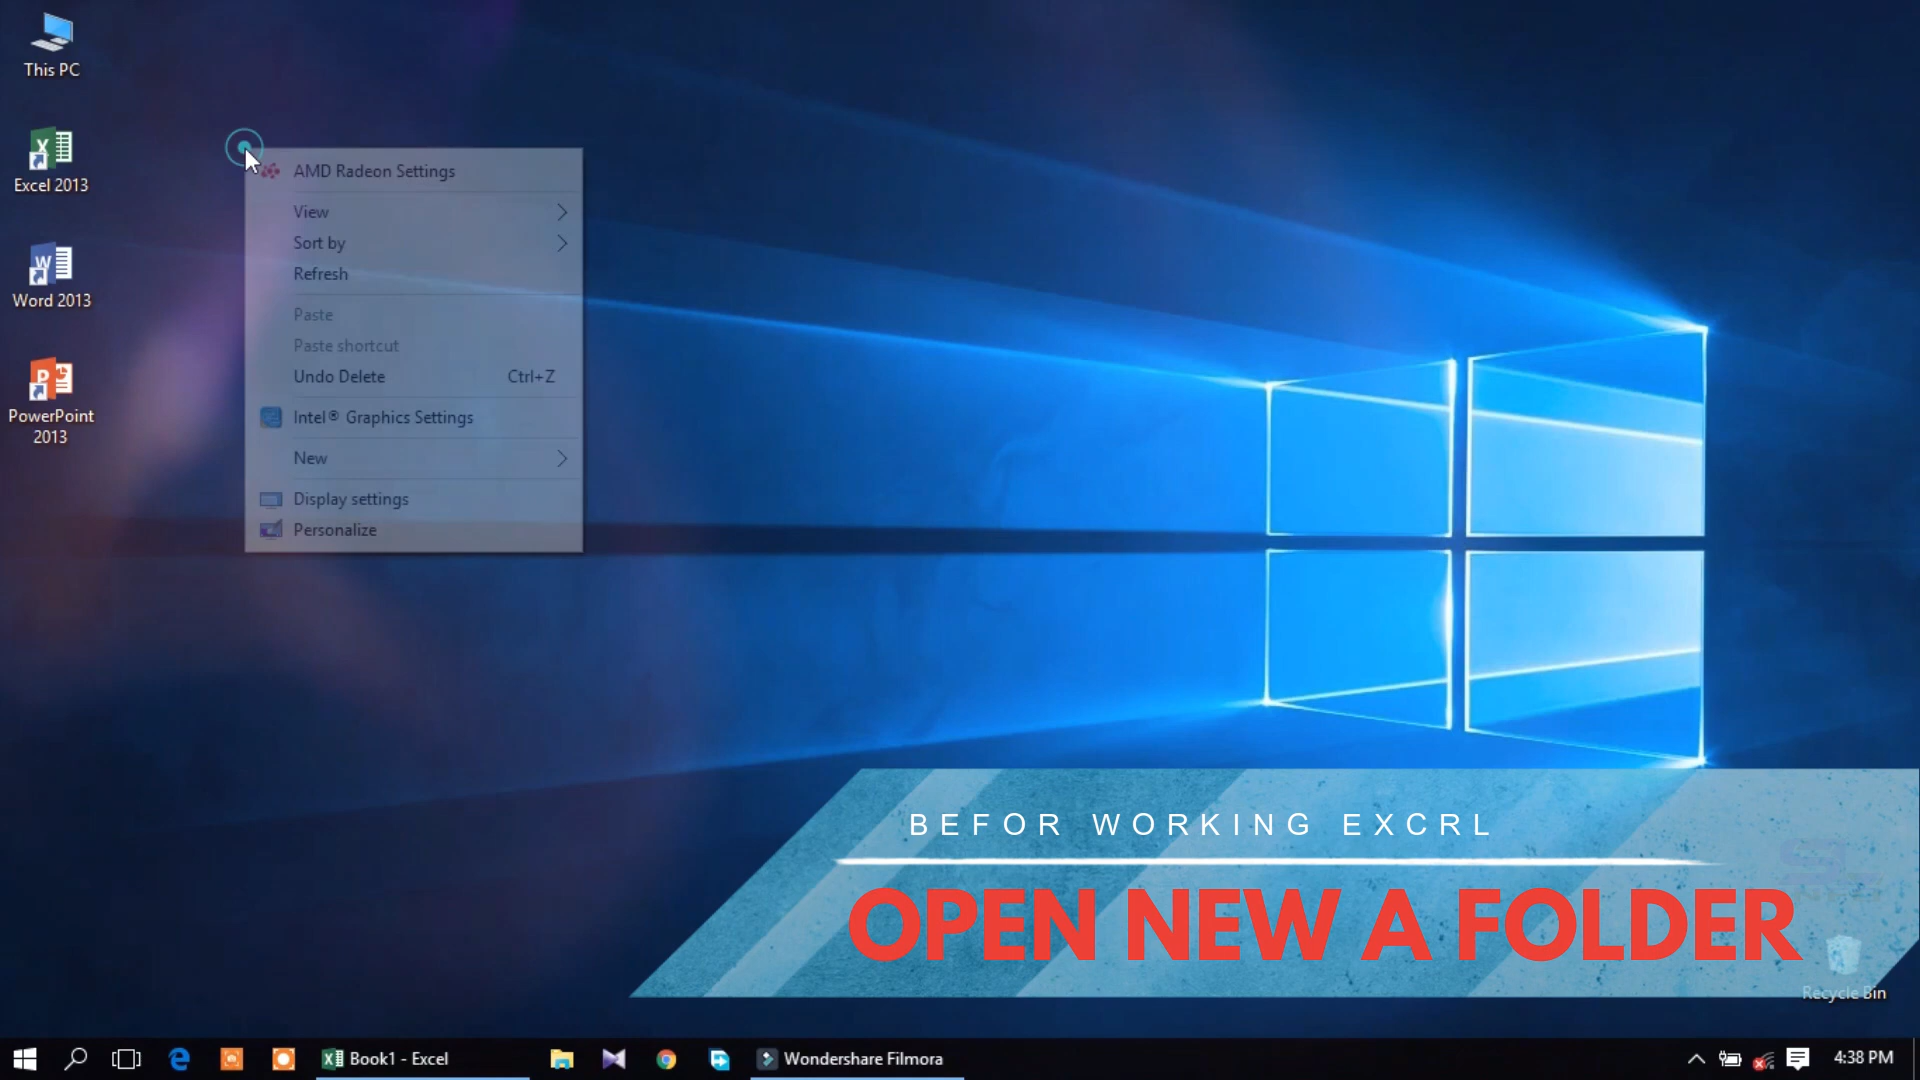 This PC
Excel 2013
Word 2013
PowerPoint
2013
AMD Radeon Settings
View
Sort by
Refresh
Paste
Paste shortcut
Undo Delete Ctrl+Z
Intel® Graphics Settings
New
Display settings
Personalize
BEFOR WORKING EXCRL
OPEN NEW A FOLDER
Recycle Bin
Book1 - Excel
Wondershare Filmora
4:38 PM